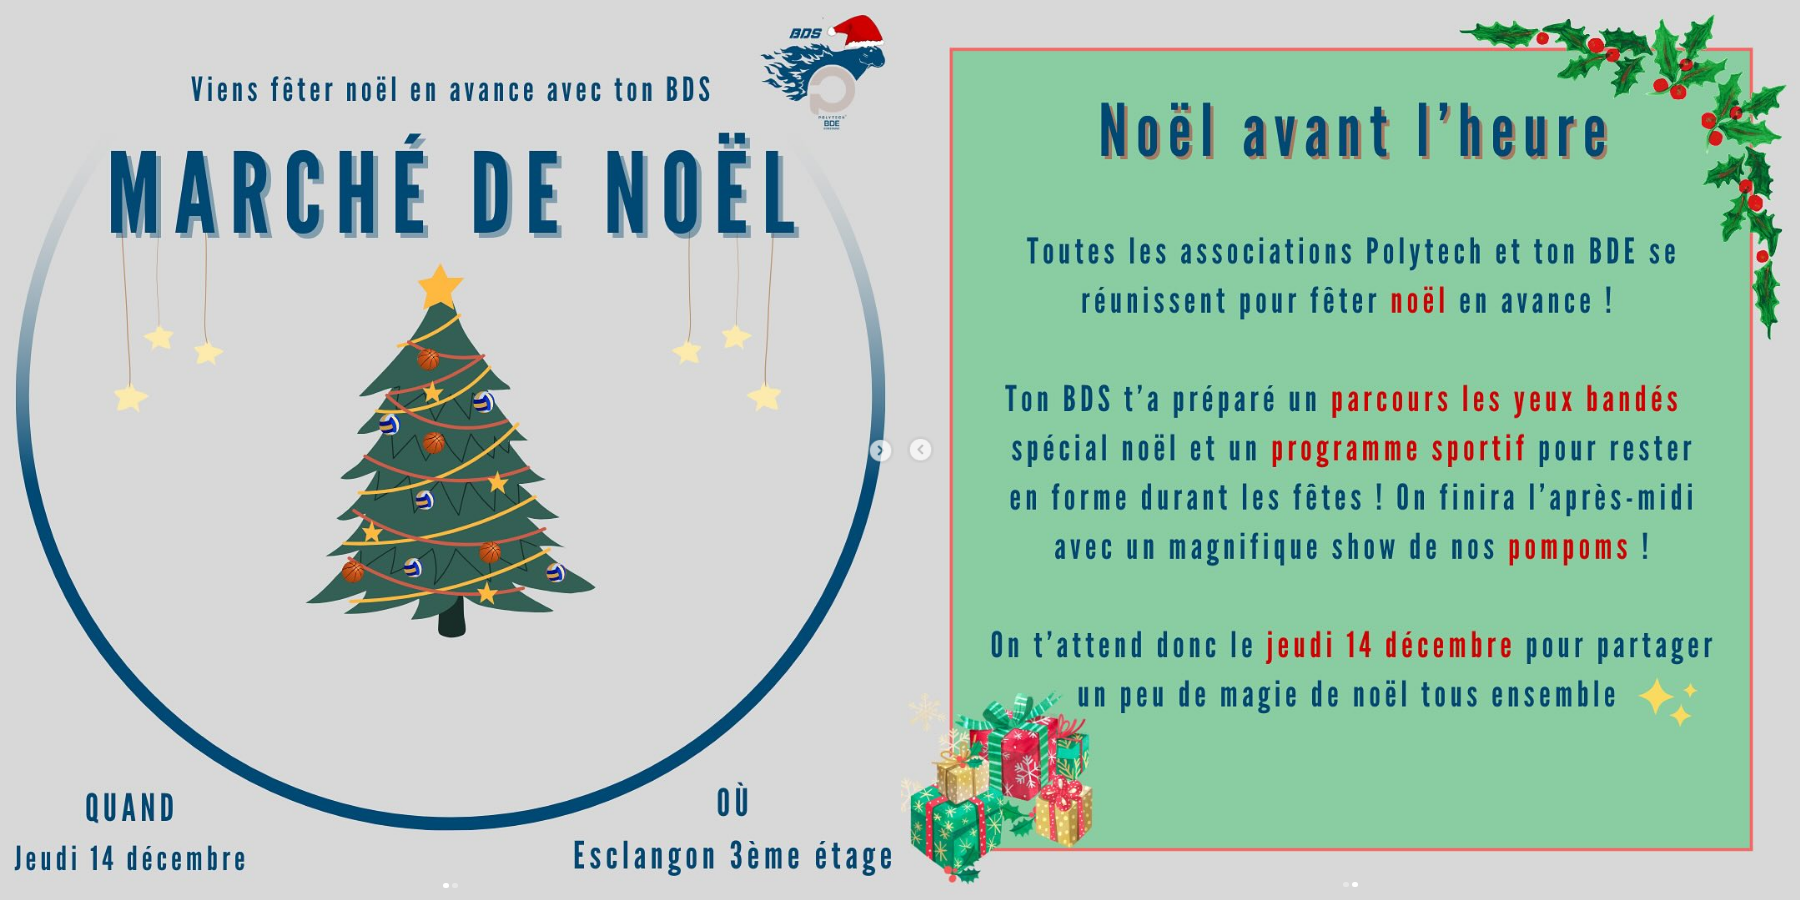 BDS
Viens fêter noël en avance avec ton BDS
MARCHÉ DE NOËL
POLYTECH
BDE
QUAND
Jeudi 14 décembre
OÙ
Esclangon 3ème étage
Noël avant l'heure
Toutes les associations Polytech et ton BDE se
réunissent pour fêter noël en avance !
Ton BDS t'a préparé un parcours les yeux bandés
spécial noël et un programme sportif pour rester
en forme durant les fêtes ! On finira l'après-midi
avec un magnifique show de nos pompoms !
On t'attend donc le jeudi 14 décembre pour partager
un peu de magie de noël tous ensemble